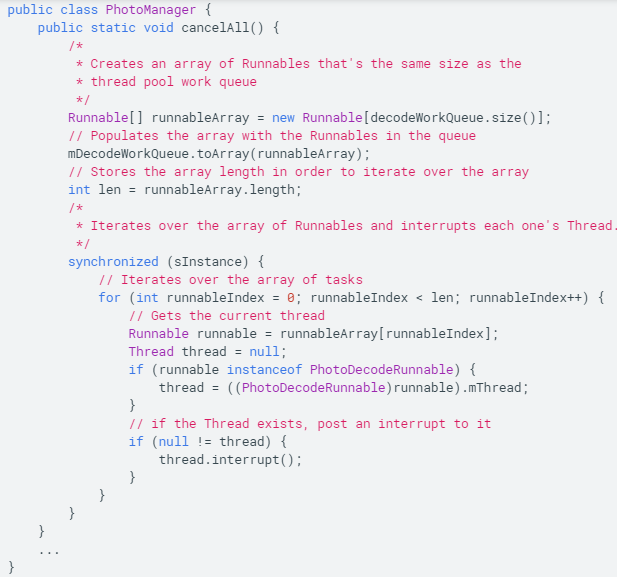 public class PhotoManager {
    public static void cancelAll() {
        /*
         * Creates an array of Runnables that's the same size as the
         * thread pool work queue
         */
        Runnable[] runnableArray = new Runnable[decodeWorkQueue.size()];
        // Populates the array with the Runnables in the queue
        mDecodeWorkQueue.toArray(runnableArray);
        // Stores the array length in order to iterate over the array
        int len = runnableArray.length;
        /*
         * Iterates over the array of Runnables and interrupts each one's Thread.
         */
        synchronized (sInstance) {
            // Iterates over the array of tasks
            for (int runnableIndex = 0; runnableIndex < len; runnableIndex++) {
                // Gets the current thread
                Runnable runnable = runnableArray[runnableIndex];
                Thread thread = null;
                if (runnable instanceof PhotoDecodeRunnable) {
                    thread = ((PhotoDecodeRunnable)runnable).mThread;
                }
                // if the Thread exists, post an interrupt to it
                if (null != thread) {
                    thread.interrupt();
                }
            }
        }
    }
    ...
}